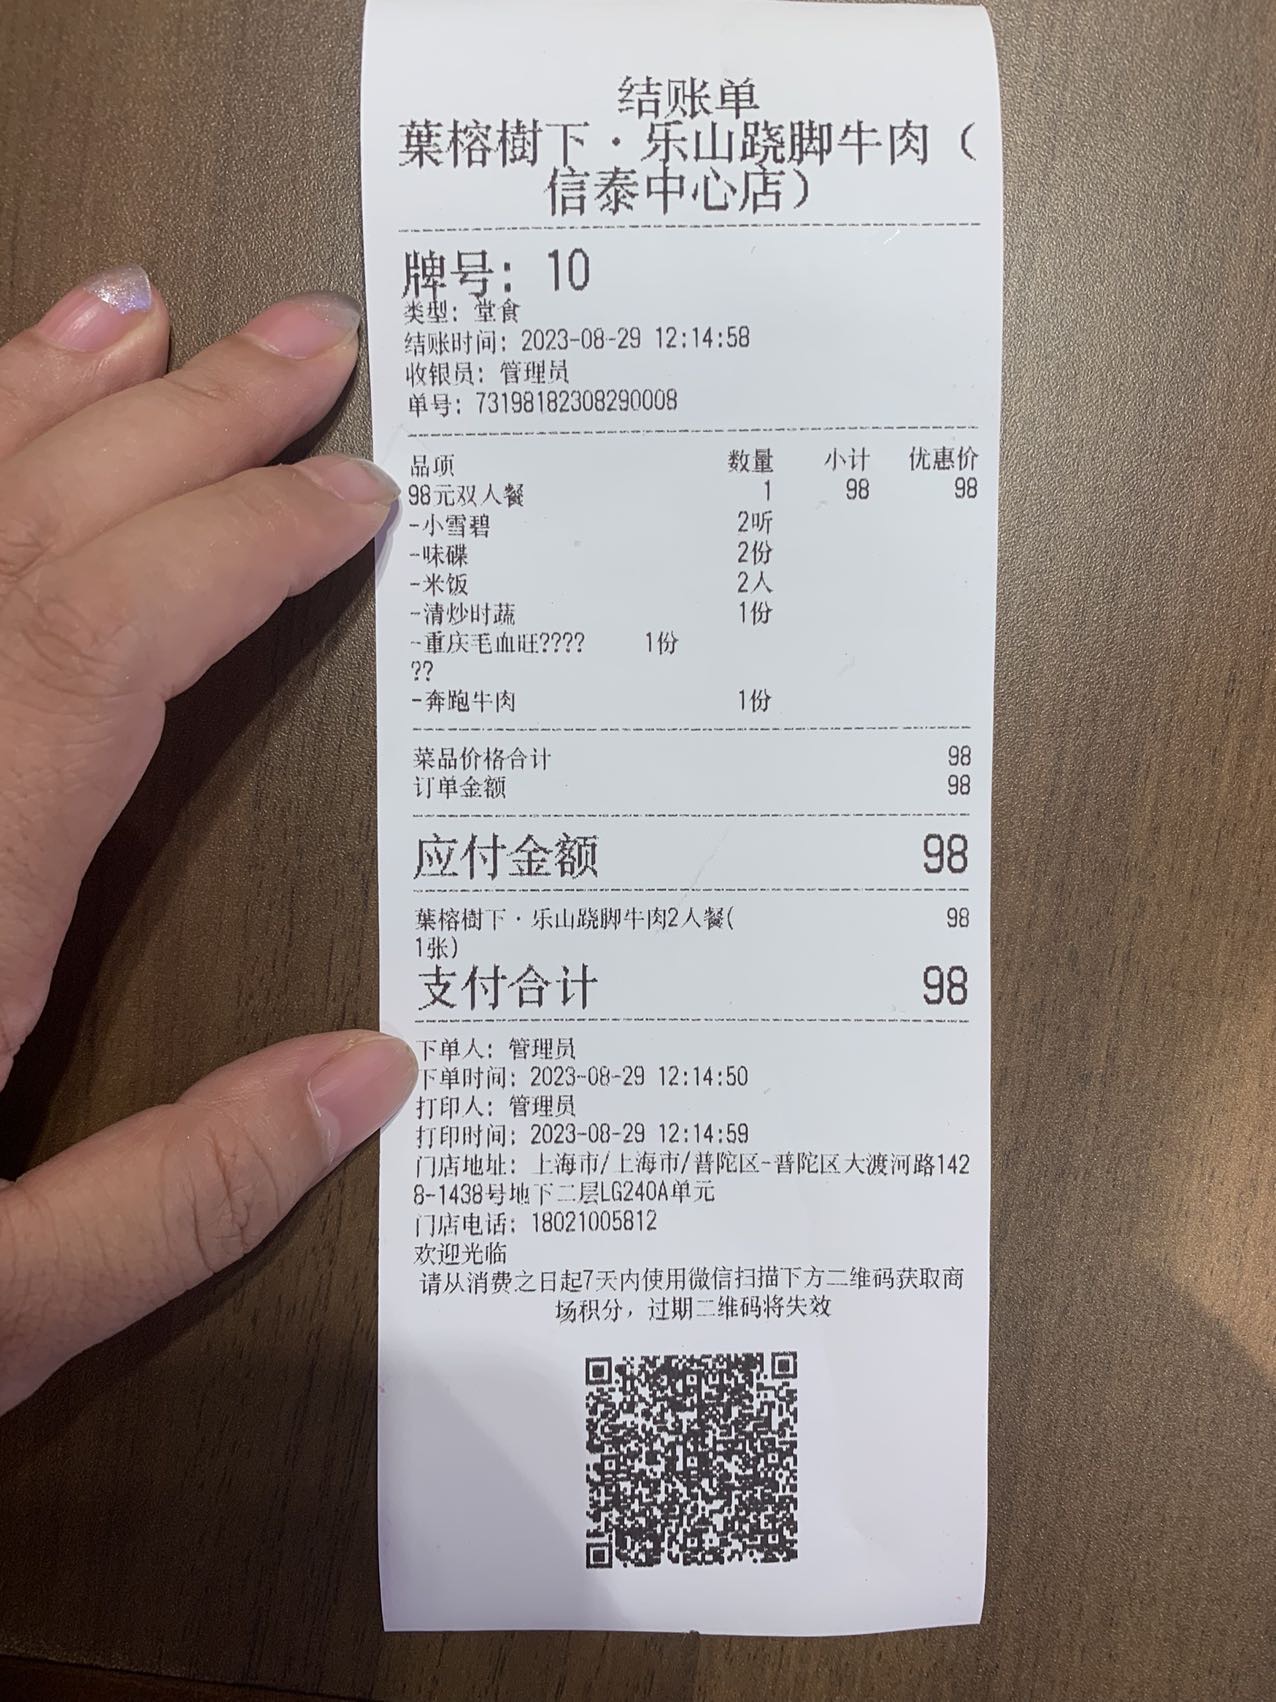 结账单
葉榕樹下·乐山跷脚牛肉（
信泰中心店）
牌号：10
类型：堂食
结账时间：2023-08-29 12:14:58
收银员：管理员
单号：73198182308290008
品项 数量 小计 优惠价
98元双人餐 1 98 98
-小雪碧 2听
-味碟 2份
-米饭 2人
-清炒时蔬 1份
-重庆毛血旺???? 1份
??
-奔跑牛肉 1份
菜品价格合计 98
订单金额 98
应付金额 98
葉榕樹下·乐山跷脚牛肉2人餐( 98
1张)
支付合计 98
下单人：管理员
下单时间：2023-08-29 12:14:50
打印人：管理员
打印时间：2023-08-29 12:14:59
门店地址：上海市/上海市/普陀区-普陀区大渡河路142
8-1438号地下二层LG240A单元
门店电话：18021005812
欢迎光临
请从消费之日起7天内使用微信扫描下方二维码获取商
场积分，过期二维码将失效